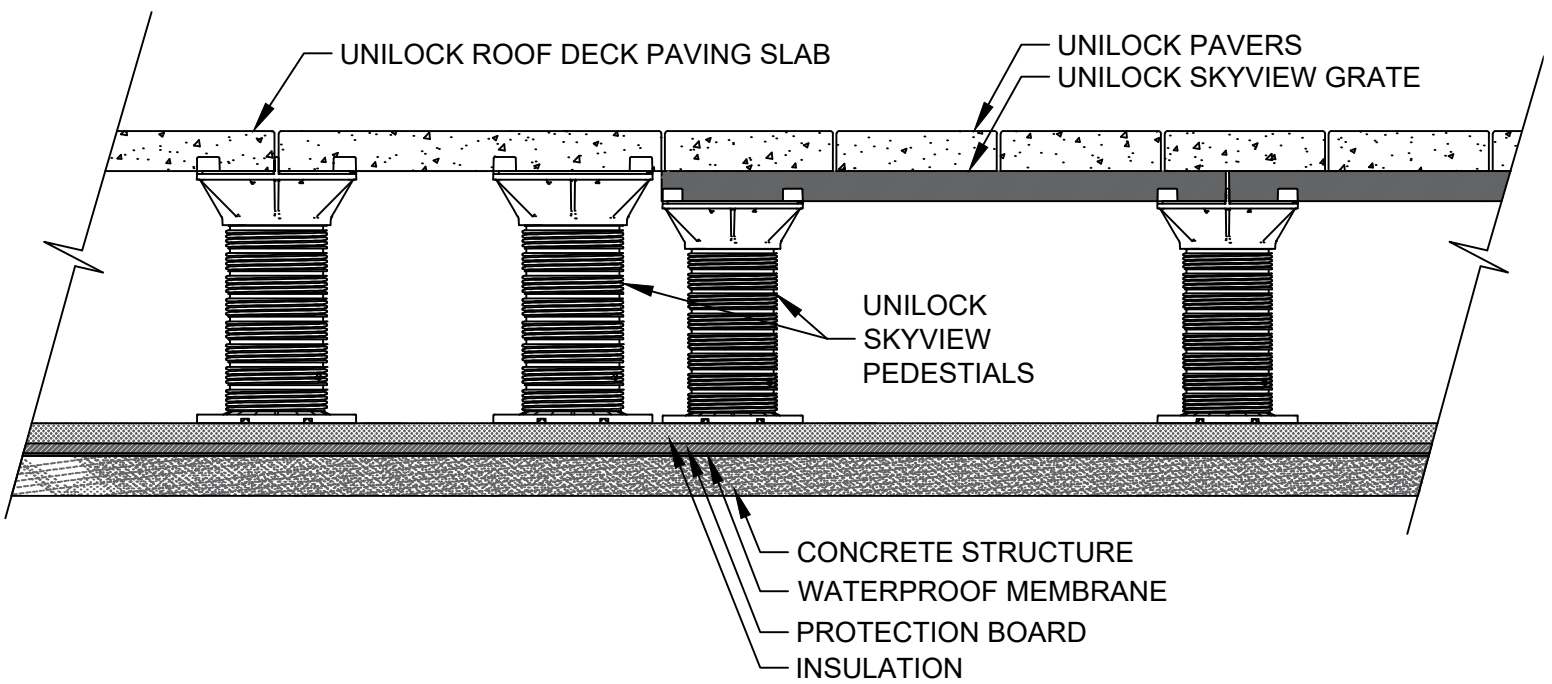 UNILOCK ROOF DECK PAVING SLAB
UNILOCK PAVERS
UNILOCK SKYVIEW GRATE
UNILOCK
SKYVIEW
PEDESTIALS
CONCRETE STRUCTURE
WATERPROOF MEMBRANE
PROTECTION BOARD
INSULATION